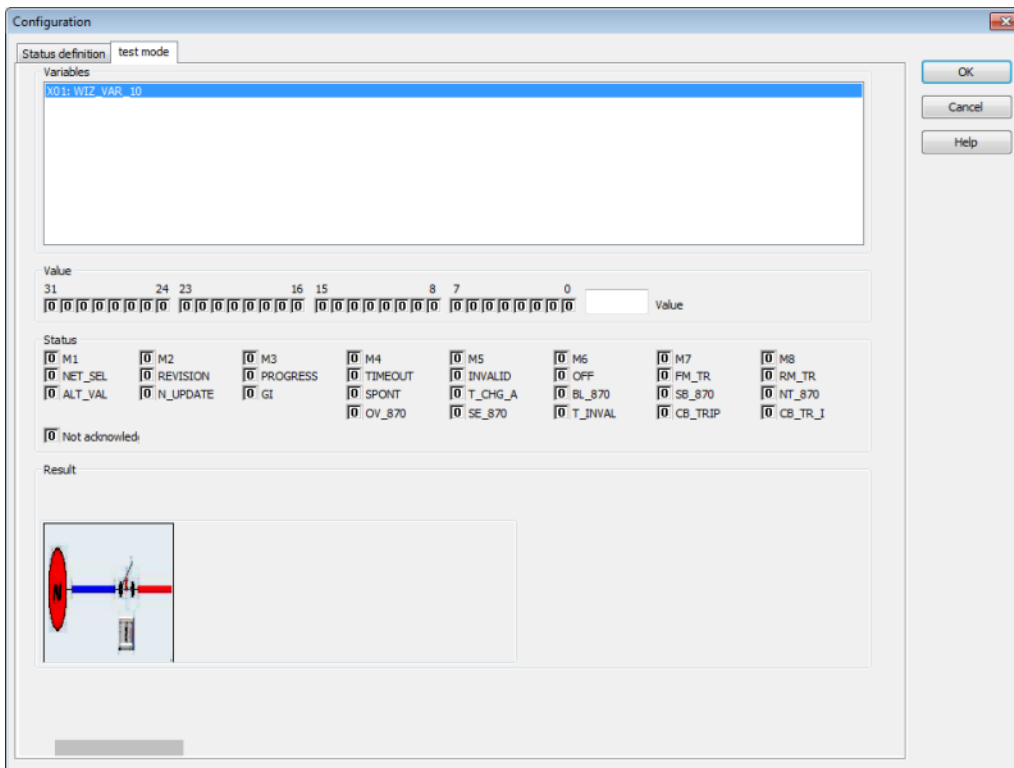 Configuration
Status definition test mode
Variables
X01: WIZ_VAR_10
OK
Cancel
Help
Value
31 24 23 16 15 8 7 0
0 0 0 0 0 0 0 0 0 0 0 0 0 0 0 0 0 0 0 0 0 0 0 0 0 0 0 0 0 0 0 0 Value
Status
0 M1 0 M2 0 M3 0 M4 0 M5 0 M6 0 M7 0 M8
0 NET_SEL 0 REVISION 0 PROGRESS 0 TIMEOUT 0 INVALID 0 OFF 0 FM_TR 0 RM_TR
0 ALT_VAL 0 N_UPDATE 0 GI 0 SPONT 0 T_CHG_A 0 BL_870 0 SB_870 0 NT_870
0 OV_870 0 SE_870 0 T_INVAL 0 CB_TRIP 0 CB_TR_I
0 Not acknowled
Result
N